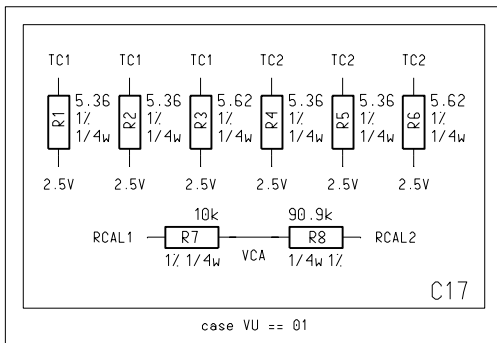 TC1 TC1 TC1 TC2 TC2 TC2
R1 5.36 1% 1/4w
R2 5.36 1% 1/4w
R3 5.62 1% 1/4w
R4 5.36 1% 1/4w
R5 5.36 1% 1/4w
R6 5.62 1% 1/4w
2.5V 2.5V 2.5V 2.5V 2.5V 2.5V
10k 90.9k
RCAL1 R7 R8 RCAL2
1% 1/4w VCA 1/4w 1%
C17
case VU == 01